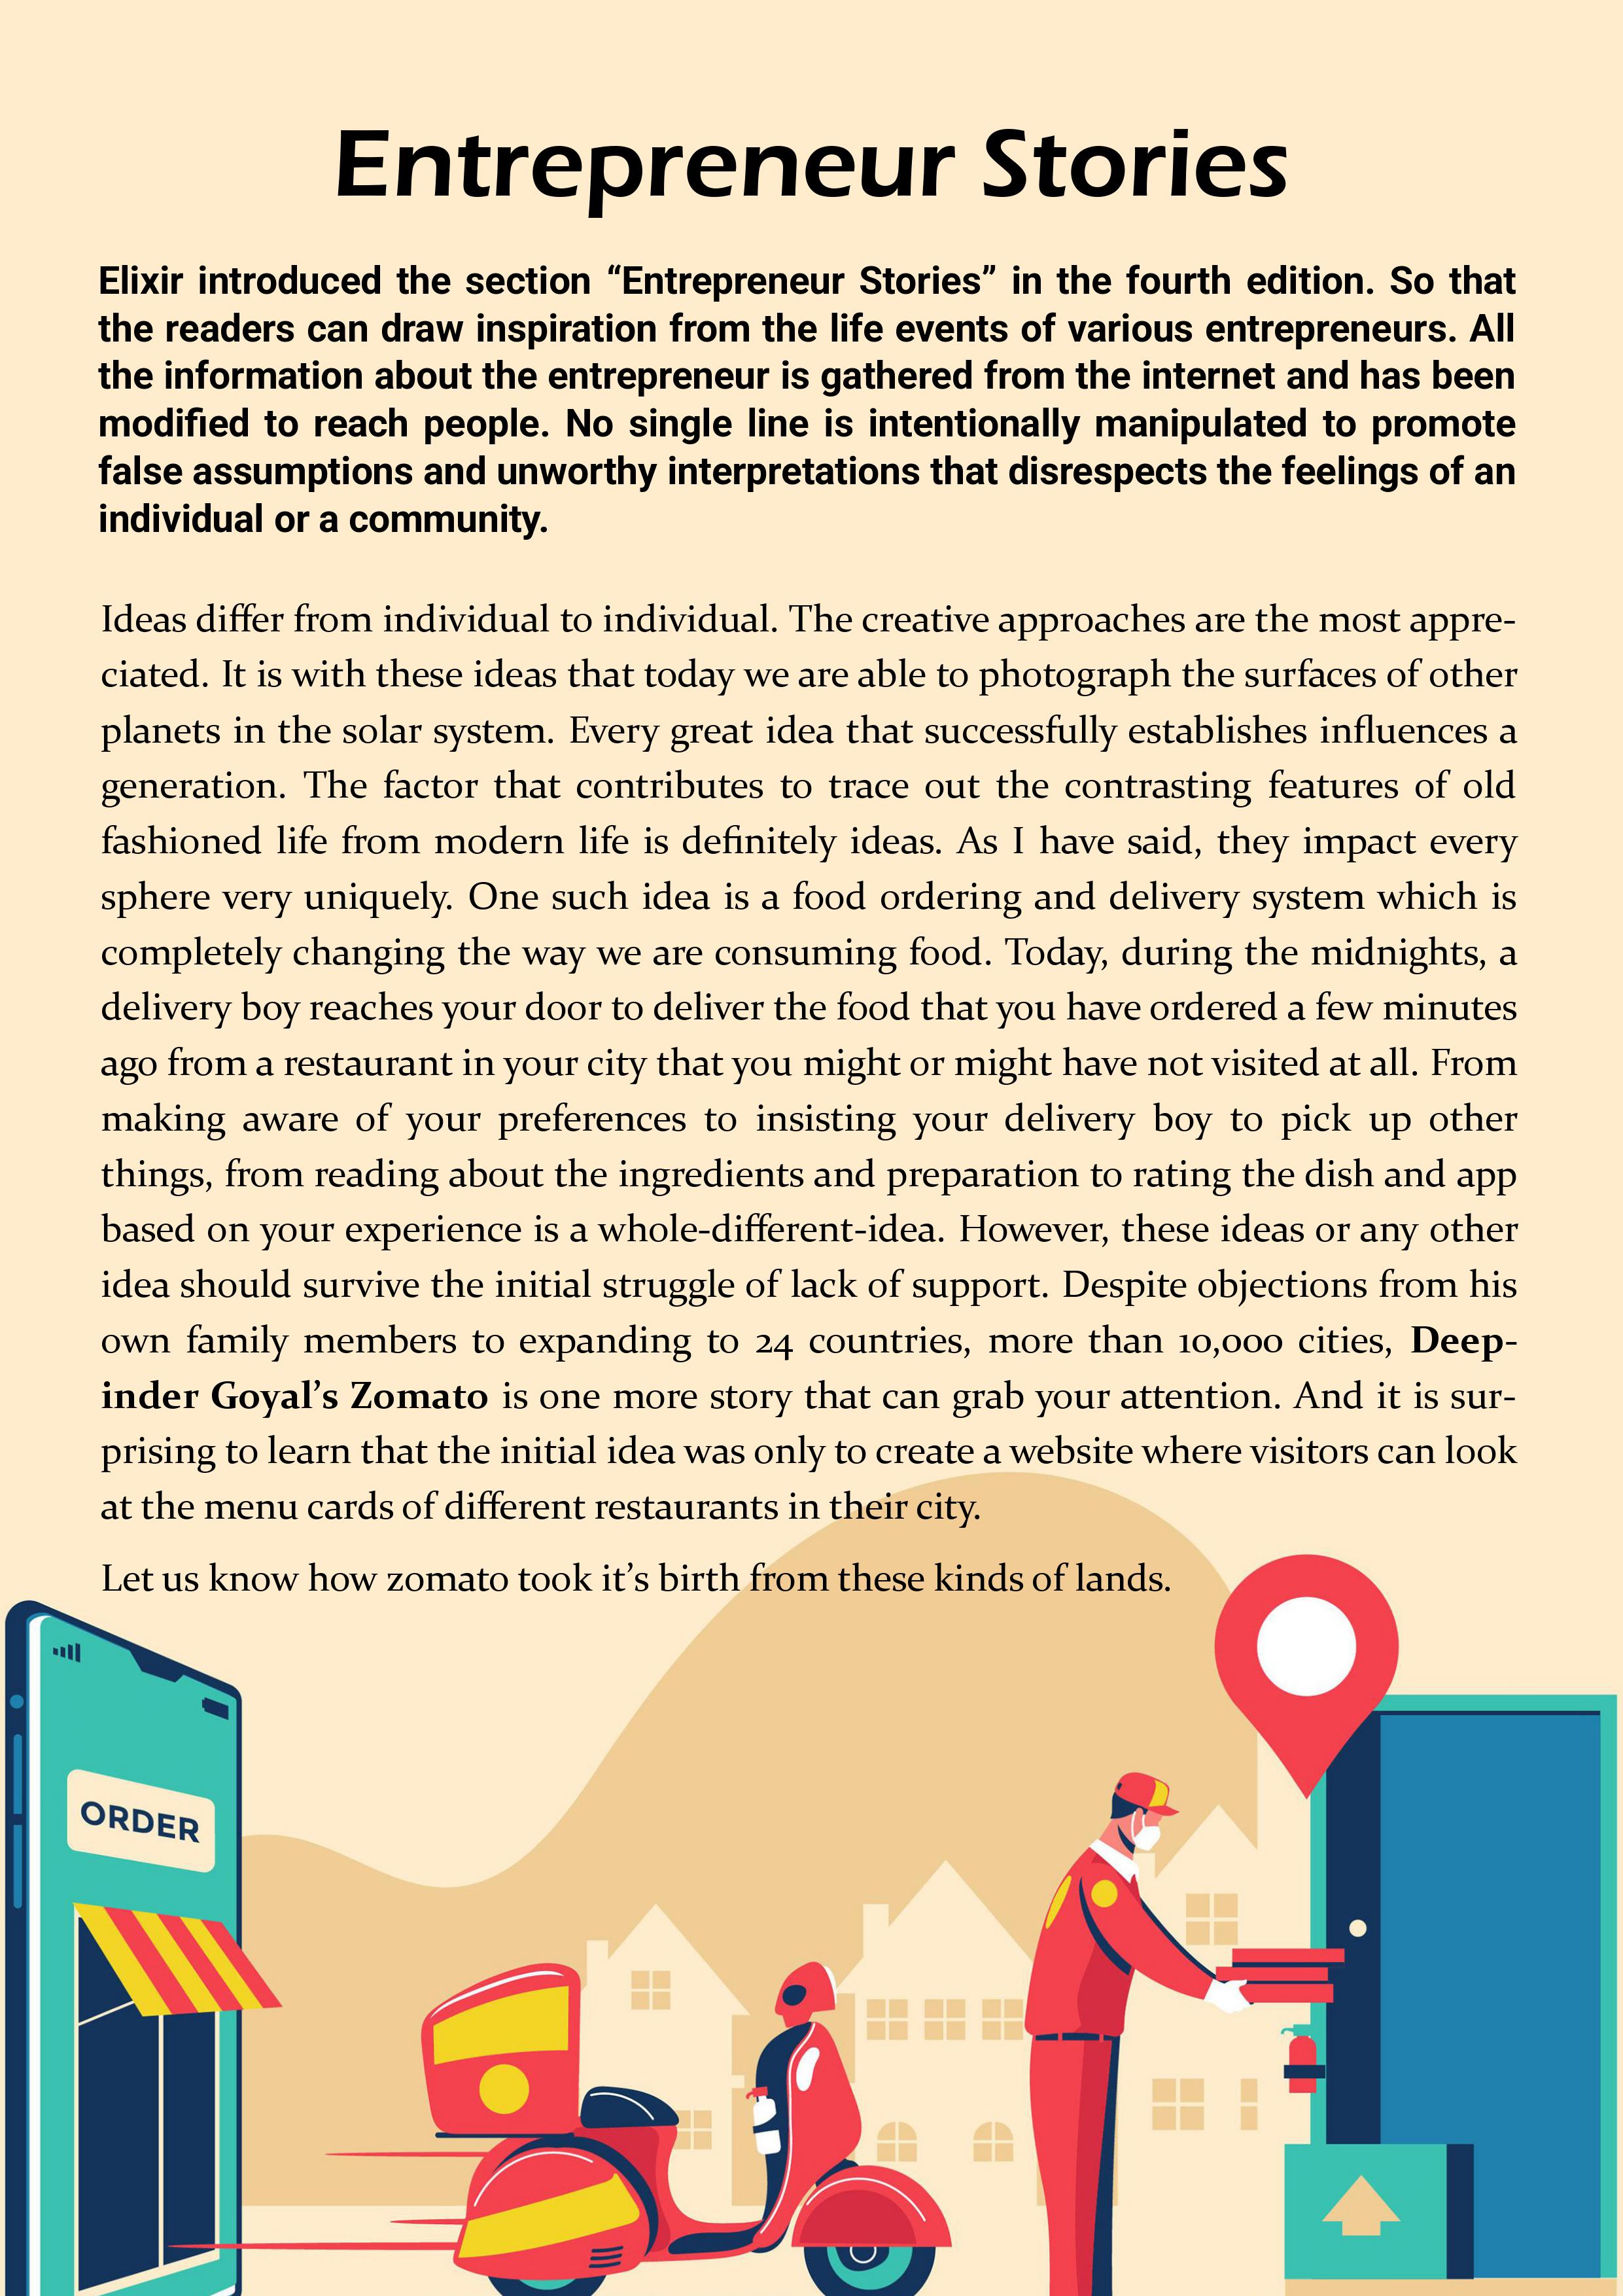 Entrepreneur Stories
Elixir introduced the section “Entrepreneur Stories” in the fourth edition. So that
the readers can draw inspiration from the life events of various entrepreneurs. All
the information about the entrepreneur is gathered from the internet and has been
modified to reach people. No single line is intentionally manipulated to promote
false assumptions and unworthy interpretations that disrespects the feelings of an
individual or a community.
Ideas differ from individual to individual. The creative approaches are the most appre-
ciated. It is with these ideas that today we are able to photograph the surfaces of other
planets in the solar system. Every great idea that successfully establishes influences a
generation. The factor that contributes to trace out the contrasting features of old
fashioned life from modern life is definitely ideas. As I have said, they impact every
sphere very uniquely. One such idea is a food ordering and delivery system which is
completely changing the way we are consuming food. Today, during the midnights, a
delivery boy reaches your door to deliver the food that you have ordered a few minutes
ago from a restaurant in your city that you might or might have not visited at all. From
making aware of your preferences to insisting your delivery boy to pick up other
things, from reading about the ingredients and preparation to rating the dish and app
based on your experience is a whole-different-idea. However, these ideas or any other
idea should survive the initial struggle of lack of support. Despite objections from his
own family members to expanding to 24 countries, more than 10,000 cities, Deep-
inder Goyal’s Zomato is one more story that can grab your attention. And it is sur-
prising to learn that the initial idea was only to create a website where visitors can look
at the menu cards of different restaurants in their city.
Let us know how zomato took it’s birth from these kinds of lands.
ORDER